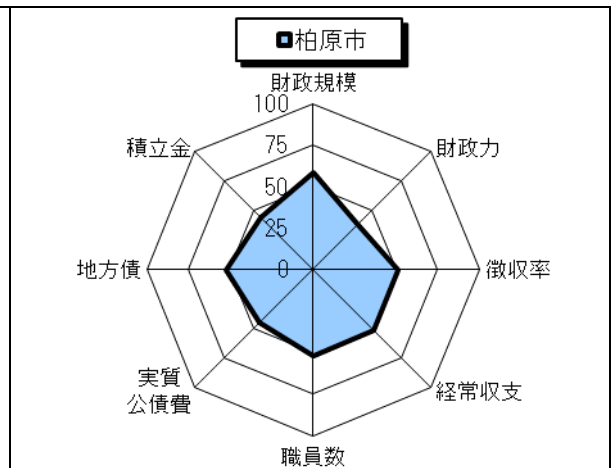 柏原市
財政規模
100
積立金
75
財政力
50
25
地方債
0
徴収率
実質
公債費
経常収支
職員数